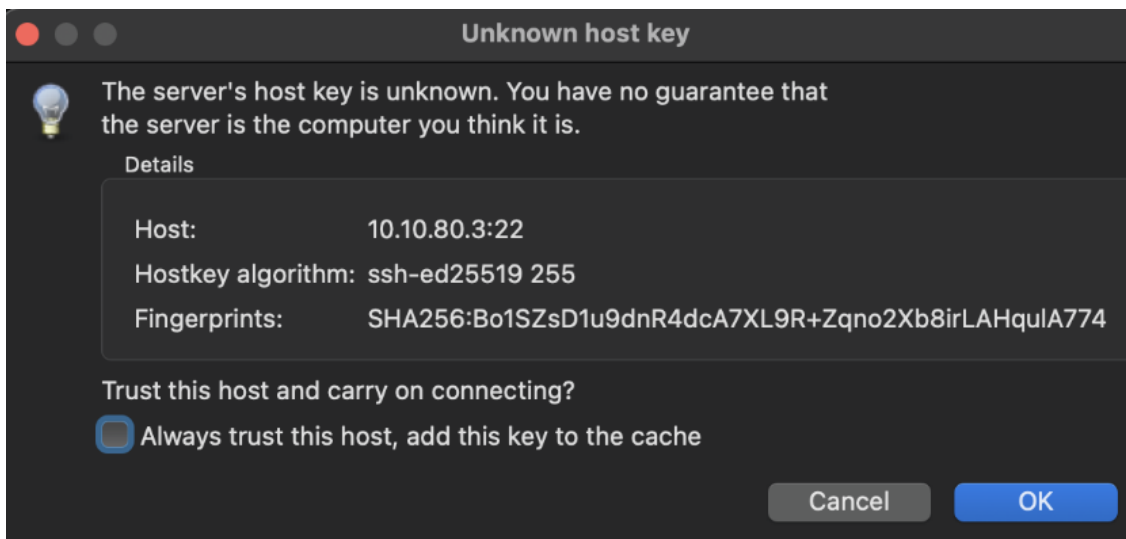 Unknown host key
The server's host key is unknown. You have no guarantee that
the server is the computer you think it is.
Details
Host: 10.10.80.3:22
Hostkey algorithm: ssh-ed25519 255
Fingerprints: SHA256:Bo1SZsD1u9dnR4dcA7XL9R+Zqno2Xb8irLAHqulA774
Trust this host and carry on connecting?
Always trust this host, add this key to the cache
Cancel OK